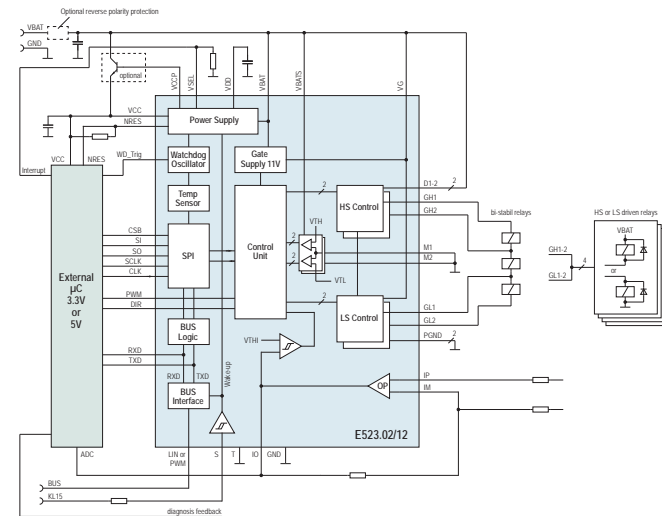 Optional reverse polarity protection
VBAT
GND
optional
VCCP
VSEL
VDD
VBAT
VBATS
VG
VCC
NRES
Power Supply
VCC
NRES
WD_Trig
Interrupt
Watchdog
Oscillator
Gate
Supply 11V
Temp
Sensor
2
HS Control
D1-2
2
GH1
GH2
bi-stabil relays
HS or LS driven relays
VBAT
GH1-2
4
or
GL1-2
CSB
SI
SO
SCLK
CLK
SPI
Control
Unit
2
2
VTH
VTL
M1
M2
External
µC
3.3V
or
5V
PWM
DIR
2
LS Control
GL1
GL2
PGND
2
BUS
Logic
VTHI
RXD
TXD
RXD
TXD
Wake-up
BUS
Interface
OP
IP
IM
E523.02/12
ADC
LIN or
PWM
S
T
IO
GND
BUS
KL15
diagnosis feedback